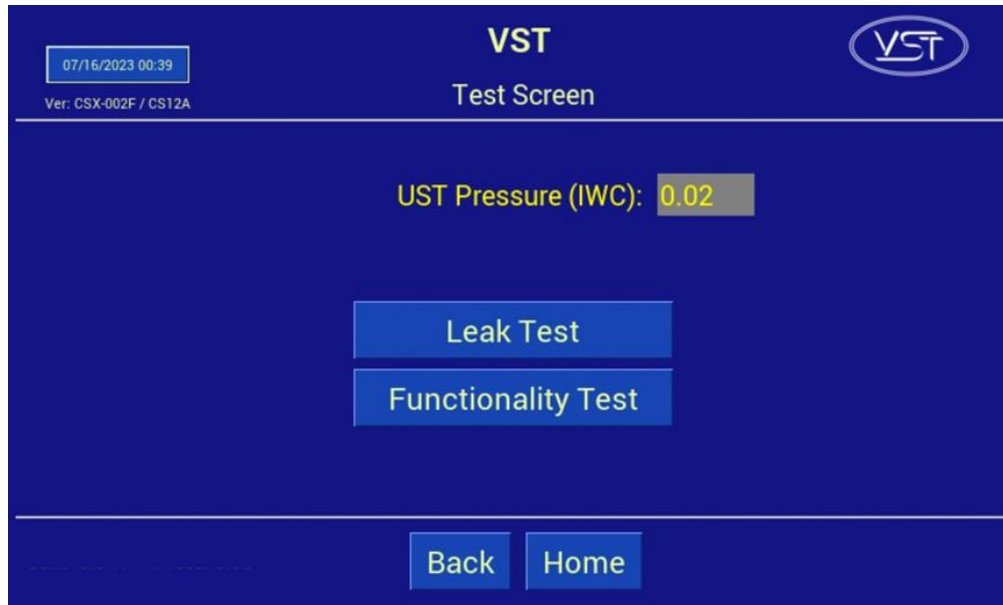 VST
07/16/2023 00:39
Test Screen
Ver: CSX-002F / CS12A
VST
UST Pressure (IWC): 0.02
Leak Test
Functionality Test
Back Home